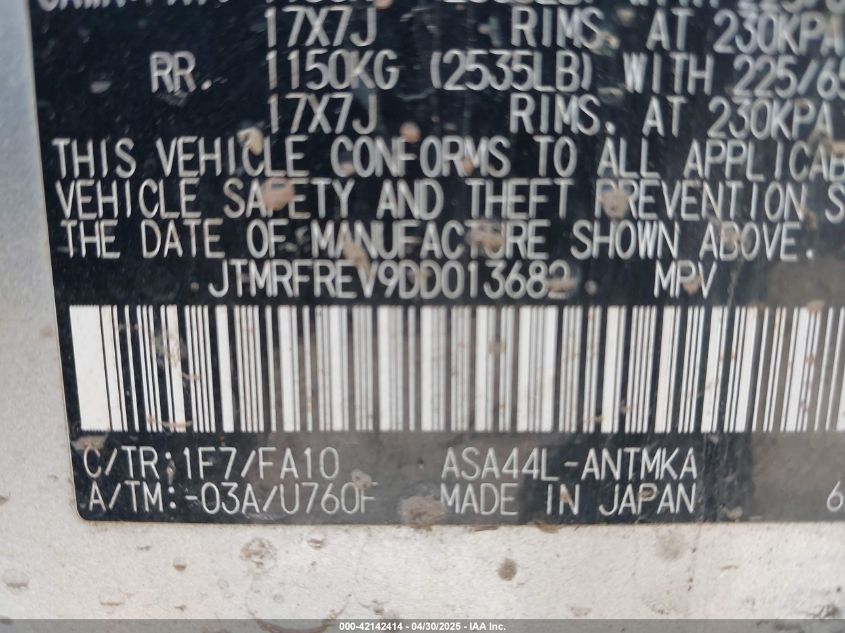 17X7J RIMS. AT 230KPA
RR. 1150KG (2535LB) WITH 225/65
17X7J RIMS. AT 230KPA
THIS VEHICLE CONFORMS TO ALL APPLICAB
VEHICLE SAFETY AND THEFT PREVENTION S
THE DATE OF MANUFACTURE SHOWN ABOVE.
JTMRFREV9DD013682 MPV
C/TR:1F7/FA10 ASA44L-ANTMKA
A/TM:-03A/U760F MADE IN JAPAN 6
000-42142414 - 04/30/2025 - IAA Inc.